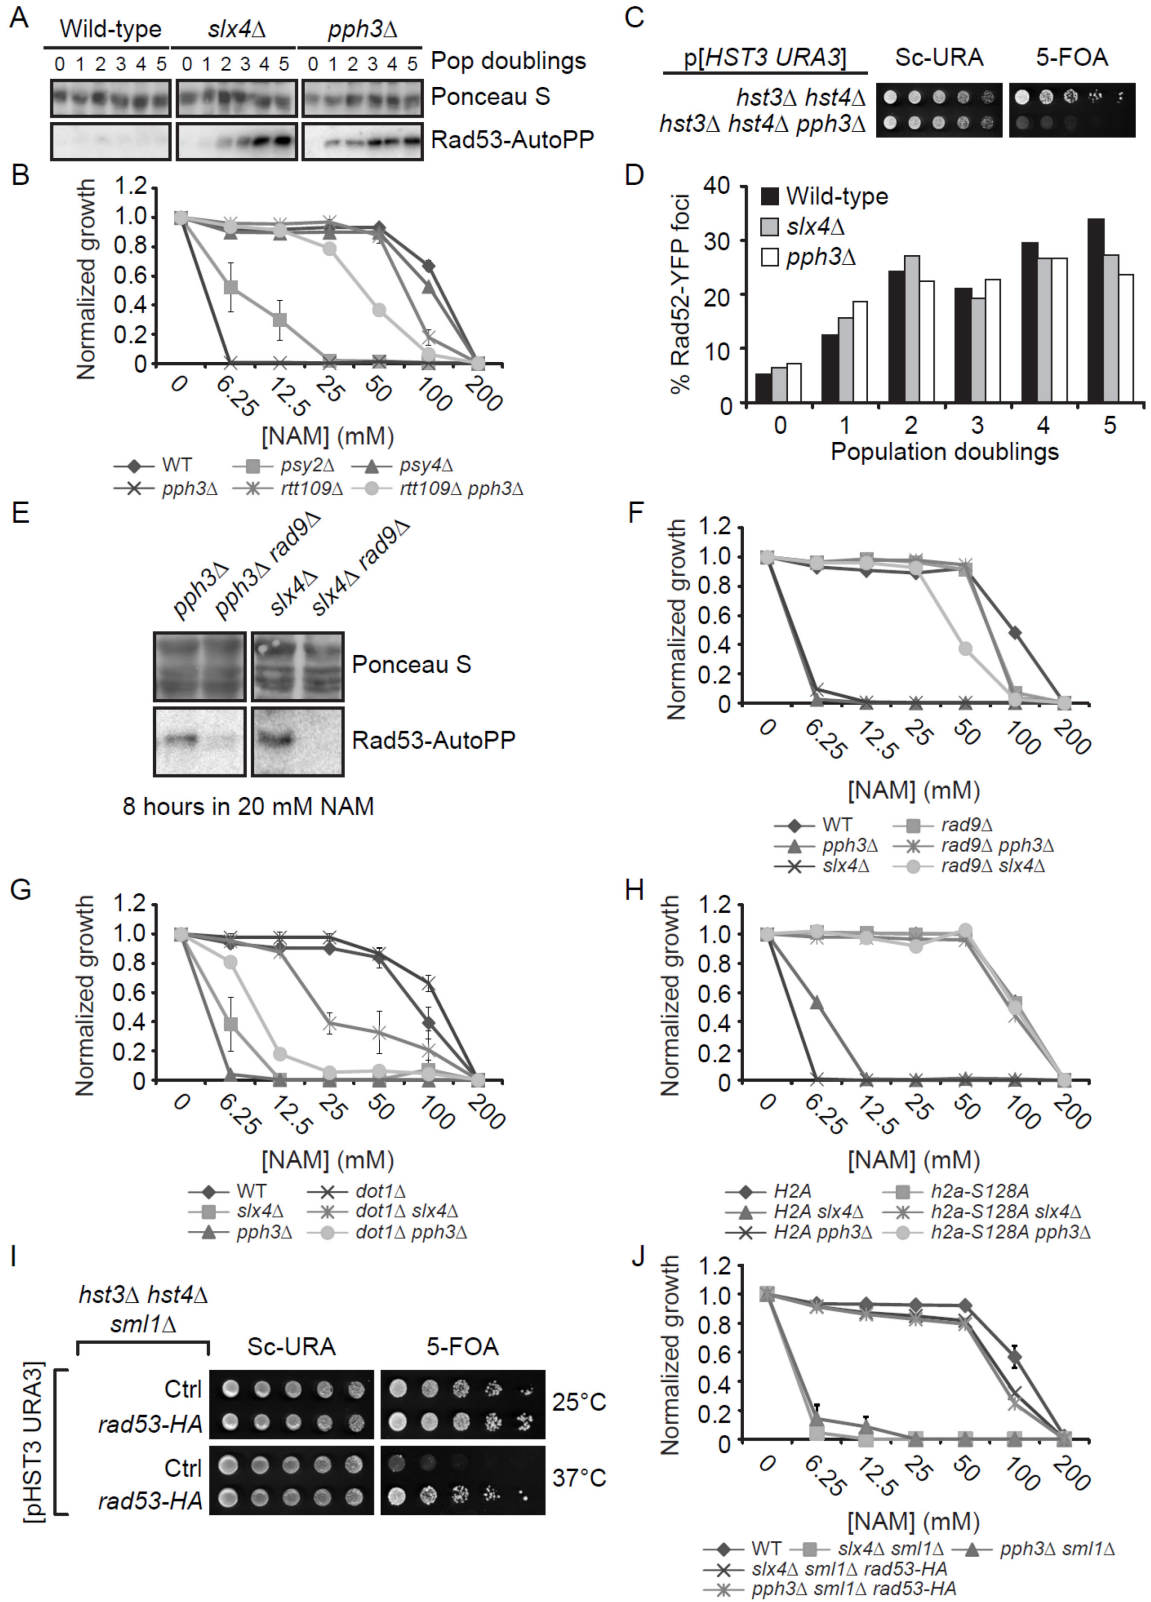 A
Wild-type slx4Δ pph3Δ
0 1 2 3 4 5 0 1 2 3 4 5 0 1 2 3 4 5 Pop doublings
Ponceau S
Rad53-AutoPP
B
Normalized growth
1.2
1.0
0.8
0.6
0.4
0.2
0
0 6.25 12.5 25 50 100 200
[NAM] (mM)
WT psy2Δ psy4Δ
pph3Δ rtt109Δ rtt109Δ pph3Δ
C
p[HST3 URA3] Sc-URA 5-FOA
hst3Δ hst4Δ
hst3Δ hst4Δ pph3Δ
D
% Rad52-YFP foci
40
30
20
10
0
Wild-type
slx4Δ
pph3Δ
0 1 2 3 4 5
Population doublings
E
pph3Δ pph3Δ rad9Δ slx4Δ slx4Δ rad9Δ
Ponceau S
Rad53-AutoPP
8 hours in 20 mM NAM
F
Normalized growth
1.2
1.0
0.8
0.6
0.4
0.2
0
0 6.25 12.5 25 50 100 200
[NAM] (mM)
WT rad9Δ
pph3Δ rad9Δ pph3Δ
slx4Δ rad9Δ slx4Δ
G
Normalized growth
1.2
1.0
0.8
0.6
0.4
0.2
0
0 6.25 12.5 25 50 100 200
[NAM] (mM)
WT dot1Δ
slx4Δ dot1Δ slx4Δ
pph3Δ dot1Δ pph3Δ
H
Normalized growth
1.2
1.0
0.8
0.6
0.4
0.2
0
0 6.25 12.5 25 50 100 200
[NAM] (mM)
H2A h2a-S128A
H2A slx4Δ h2a-S128A slx4Δ
H2A pph3Δ h2a-S128A pph3Δ
I
hst3Δ hst4Δ
sml1Δ
Sc-URA 5-FOA
[pHST3 URA3]
Ctrl
rad53-HA
25°C
Ctrl
rad53-HA
37°C
J
Normalized growth
1.2
1.0
0.8
0.6
0.4
0.2
0
0 6.25 12.5 25 50 100 200
[NAM] (mM)
WT slx4Δ sml1Δ pph3Δ sml1Δ
slx4Δ sml1Δ rad53-HA
pph3Δ sml1Δ rad53-HA